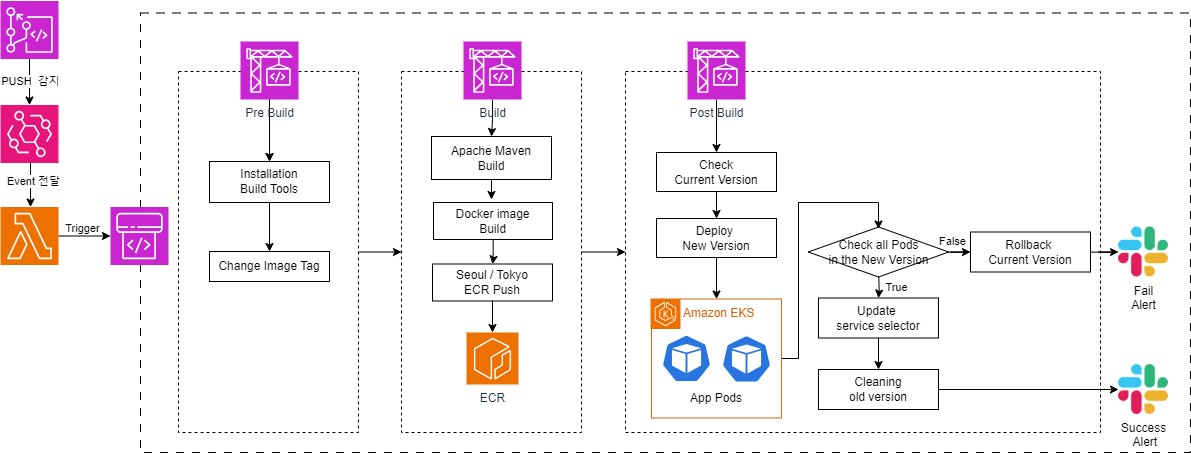 PUSH 감지
Event 전달
Trigger
Pre Build
Installation
Build Tools
Change Image Tag
Build
Apache Maven
Build
Docker image
Build
Seoul / Tokyo
ECR Push
ECR
Post Build
Check
Current Version
Deploy
New Version
Amazon EKS
App Pods
Check all Pods
in the New Version
False
True
Rollback
Current Version
Update
service selector
Cleaning
old version
Fail
Alert
Success
Alert